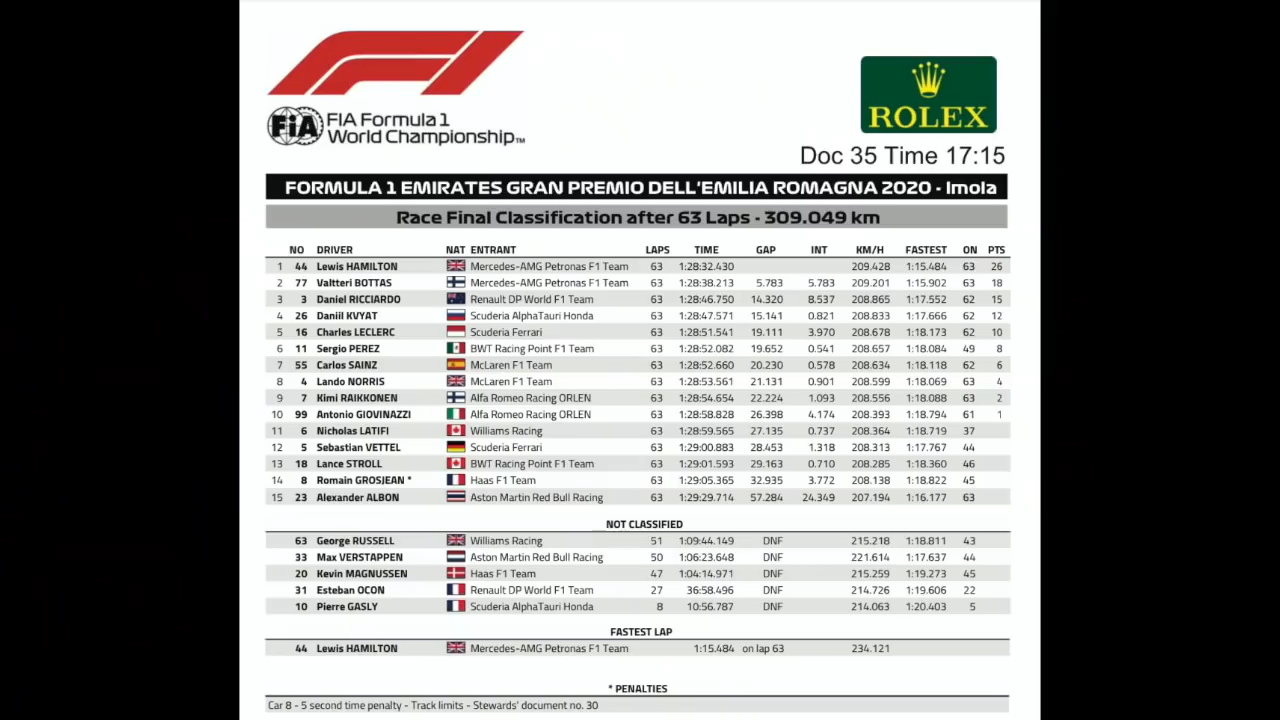 FIA FIA Formula 1
World Championship™
ROLEX
Doc 35 Time 17:15
FORMULA 1 EMIRATES GRAN PREMIO DELL'EMILIA ROMAGNA 2020 - Imola
Race Final Classification after 63 Laps - 309.049 km
NO DRIVER NAT ENTRANT LAPS TIME GAP INT KM/H FASTEST ON PTS
1 44 Lewis HAMILTON Mercedes-AMG Petronas F1 Team 63 1:28:32.430 209.428 1:15.484 63 26
2 77 Valtteri BOTTAS Mercedes-AMG Petronas F1 Team 63 1:28:38.213 5.783 5.783 209.201 1:15.902 63 18
3 3 Daniel RICCIARDO Renault DP World F1 Team 63 1:28:46.750 14.320 8.537 208.865 1:17.552 62 15
4 26 Daniil KVYAT Scuderia AlphaTauri Honda 63 1:28:47.571 15.141 0.821 208.833 1:17.666 62 12
5 16 Charles LECLERC Scuderia Ferrari 63 1:28:51.541 19.111 3.970 208.678 1:18.173 62 10
6 11 Sergio PEREZ BWT Racing Point F1 Team 63 1:28:52.082 19.652 0.541 208.657 1:18.084 49 8
7 55 Carlos SAINZ McLaren F1 Team 63 1:28:52.660 20.230 0.578 208.634 1:18.118 62 6
8 4 Lando NORRIS McLaren F1 Team 63 1:28:53.561 21.131 0.901 208.599 1:18.069 63 4
9 7 Kimi RAIKKONEN Alfa Romeo Racing ORLEN 63 1:28:54.654 22.224 1.093 208.556 1:18.088 63 2
10 99 Antonio GIOVINAZZI Alfa Romeo Racing ORLEN 63 1:28:58.828 26.398 4.174 208.393 1:18.794 61 1
11 6 Nicholas LATIFI Williams Racing 63 1:28:59.565 27.135 0.737 208.364 1:18.719 37
12 5 Sebastian VETTEL Scuderia Ferrari 63 1:29:00.883 28.453 1.318 208.313 1:17.767 44
13 18 Lance STROLL BWT Racing Point F1 Team 63 1:29:01.593 29.163 0.710 208.285 1:18.360 46
14 8 Romain GROSJEAN * Haas F1 Team 63 1:29:05.365 32.935 3.772 208.138 1:18.822 45
15 23 Alexander ALBON Aston Martin Red Bull Racing 63 1:29:29.714 57.284 24.349 207.194 1:16.177 63
NOT CLASSIFIED
63 George RUSSELL Williams Racing 51 1:09:44.149 DNF 215.218 1:18.811 43
33 Max VERSTAPPEN Aston Martin Red Bull Racing 50 1:06:23.648 DNF 221.614 1:17.637 44
20 Kevin MAGNUSSEN Haas F1 Team 47 1:04:14.971 DNF 215.259 1:19.273 45
31 Esteban OCON Renault DP World F1 Team 27 36:58.496 DNF 214.726 1:19.606 22
10 Pierre GASLY Scuderia AlphaTauri Honda 8 10:56.787 DNF 214.063 1:20.403 5
FASTEST LAP
44 Lewis HAMILTON Mercedes-AMG Petronas F1 Team 1:15.484 on lap 63 234.121
* PENALTIES
Car 8 - 5 second time penalty - Track limits - Stewards' document no. 30